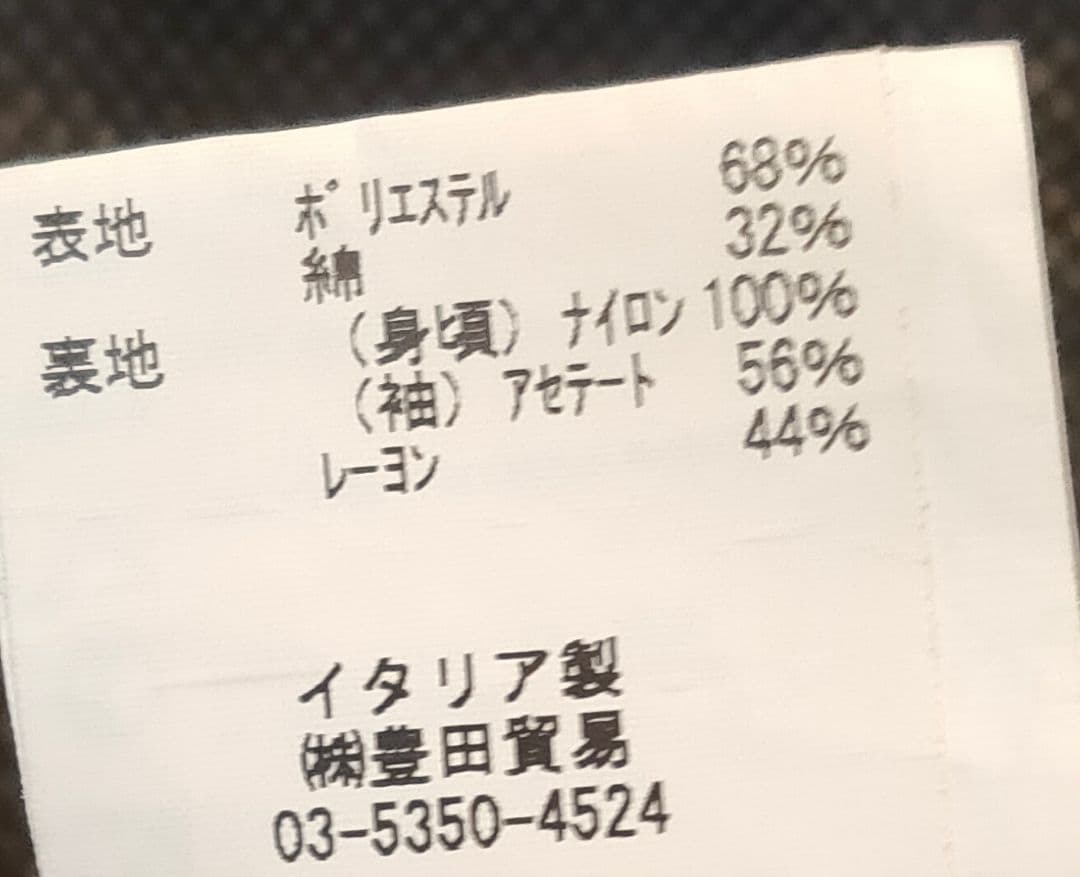 表地 ポリエステル 68%
綿 32%
裏地 (身頃) ナイロン 100%
(袖) アセテート 56%
レーヨン 44%
イタリア製
㈱豊田貿易
03-5350-4524